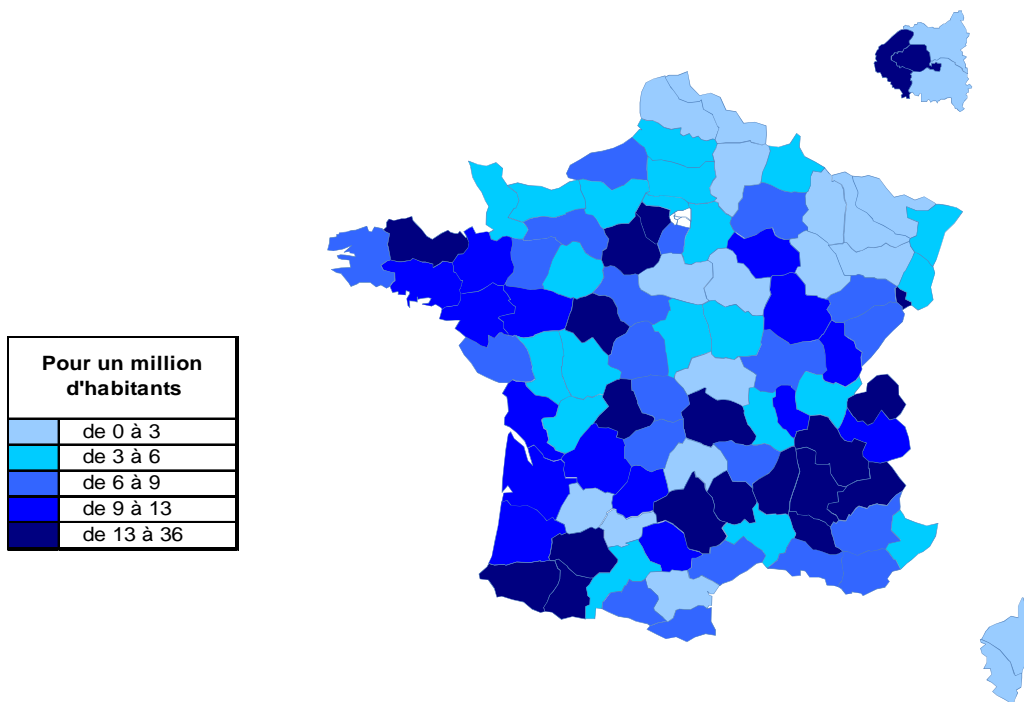 Pour un million
d'habitants
de 0 à 3
de 3 à 6
de 6 à 9
de 9 à 13
de 13 à 36